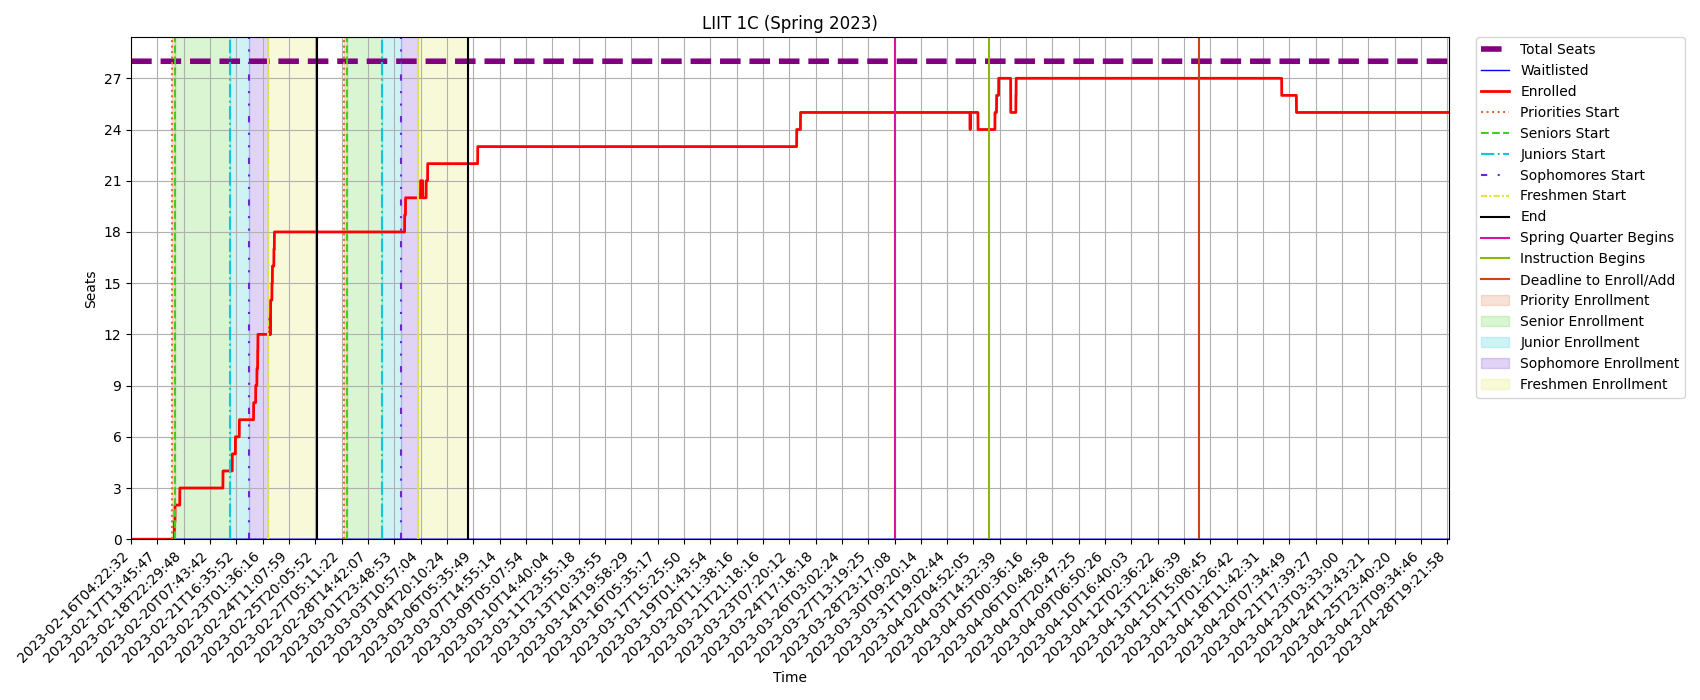 LIIT 1C (Spring 2023)
Seats
27
24
21
18
15
12
9
6
3
0
2023-02-16T04:22:32
2023-02-17T13:45:47
2023-02-18T22:29:48
2023-02-20T07:43:42
2023-02-21T16:35:52
2023-02-23T01:36:16
2023-02-24T11:07:59
2023-02-25T20:05:52
2023-02-27T05:11:22
2023-02-28T14:42:07
2023-03-01T23:48:53
2023-03-03T10:57:04
2023-03-04T20:10:24
2023-03-06T05:35:49
2023-03-07T14:55:14
2023-03-09T05:07:54
2023-03-10T14:40:04
2023-03-11T23:55:18
2023-03-13T10:33:55
2023-03-14T19:58:29
2023-03-16T05:35:17
2023-03-17T15:25:50
2023-03-19T01:43:54
2023-03-20T11:38:16
2023-03-21T21:18:16
2023-03-23T07:20:12
2023-03-24T17:18:18
2023-03-26T03:02:24
2023-03-27T13:19:25
2023-03-28T23:17:08
2023-03-30T09:20:14
2023-03-31T19:02:44
2023-04-02T04:52:05
2023-04-03T14:32:39
2023-04-05T00:36:16
2023-04-06T10:48:58
2023-04-07T20:47:25
2023-04-09T06:50:26
2023-04-10T16:40:03
2023-04-12T02:36:22
2023-04-13T12:46:39
2023-04-15T15:08:45
2023-04-17T01:26:42
2023-04-18T11:42:31
2023-04-20T07:34:49
2023-04-21T17:39:27
2023-04-23T03:33:00
2023-04-24T13:43:21
2023-04-25T23:40:20
2023-04-27T09:34:46
2023-04-28T19:21:58
Time
Total Seats
Waitlisted
Enrolled
Priorities Start
Seniors Start
Juniors Start
Sophomores Start
Freshmen Start
End
Spring Quarter Begins
Instruction Begins
Deadline to Enroll/Add
Priority Enrollment
Senior Enrollment
Junior Enrollment
Sophomore Enrollment
Freshmen Enrollment